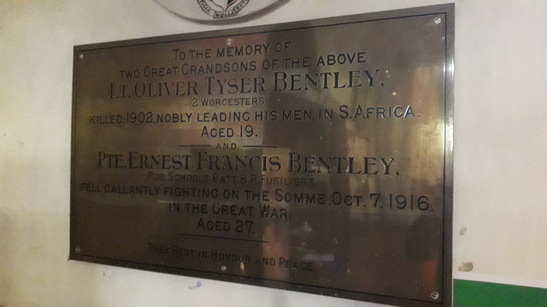 TO THE MEMORY OF
TWO GREAT GRANDSONS OF THE ABOVE
LT. OLIVER TYSER BENTLEY.
2. WORCESTERS
KILLED 1902, NOBLY LEADING HIS MEN IN S. AFRICA.
AGED 19.
AND
PTE. ERNEST FRANCIS BENTLEY,
PUB. SCHOOLS BATT. R. FUSILIERS.
FELL GALLANTLY FIGHTING ON THE SOMME, OCT. 7, 1916.
IN THE GREAT WAR.
AGED 27.
THEY REST IN HONOUR AND PEACE